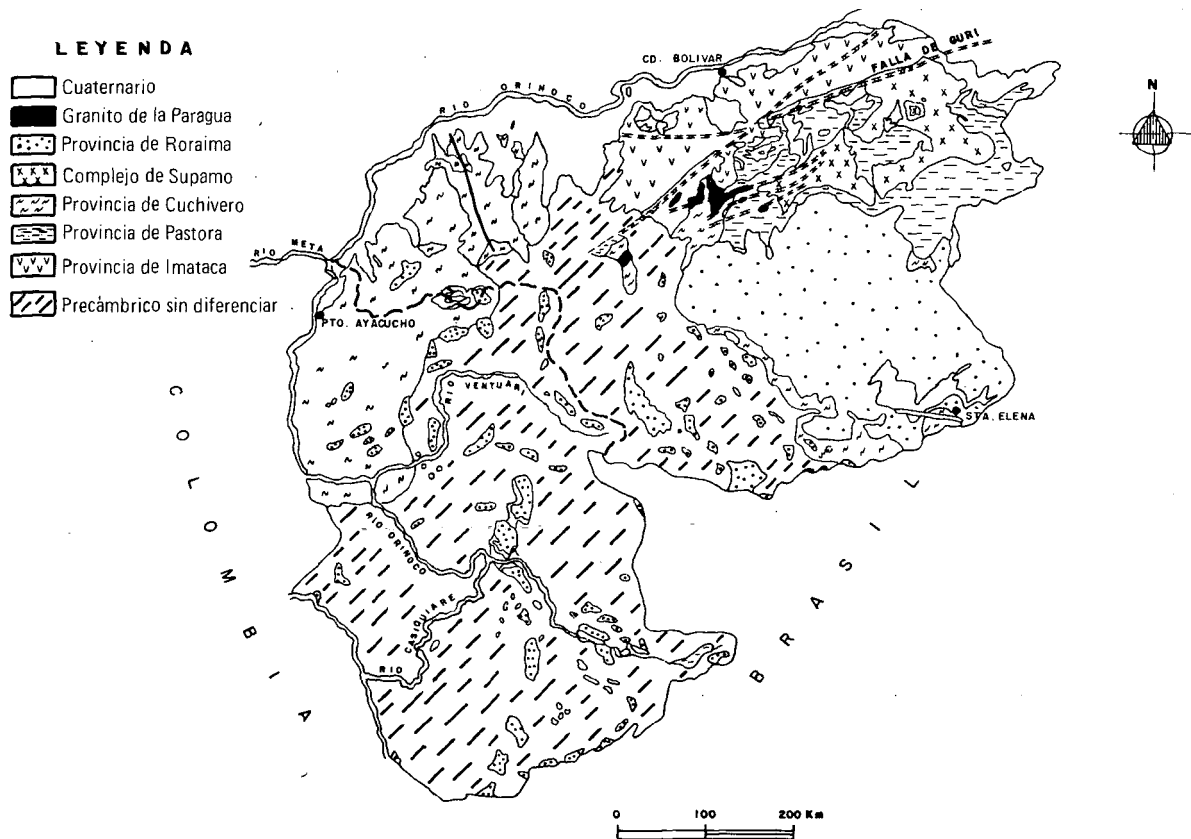 LEYENDA
Cuaternario
Granito de la Paragua
Provincia de Roraima
Complejo de Supamo
Provincia de Cuchivero
Provincia de Pastora
Provincia de Imataca
Precámbrico sin diferenciar
CD. BOLIVAR
FALLA DE GURI
RIO ORINOCO
N
RIO META
PTO. AYACUCHO
RIO VENTUARI
STA. ELENA
COLOMBIA
RIO ORINOCO
RIO CASIQUIARE
BRASIL
0 100 200 Km